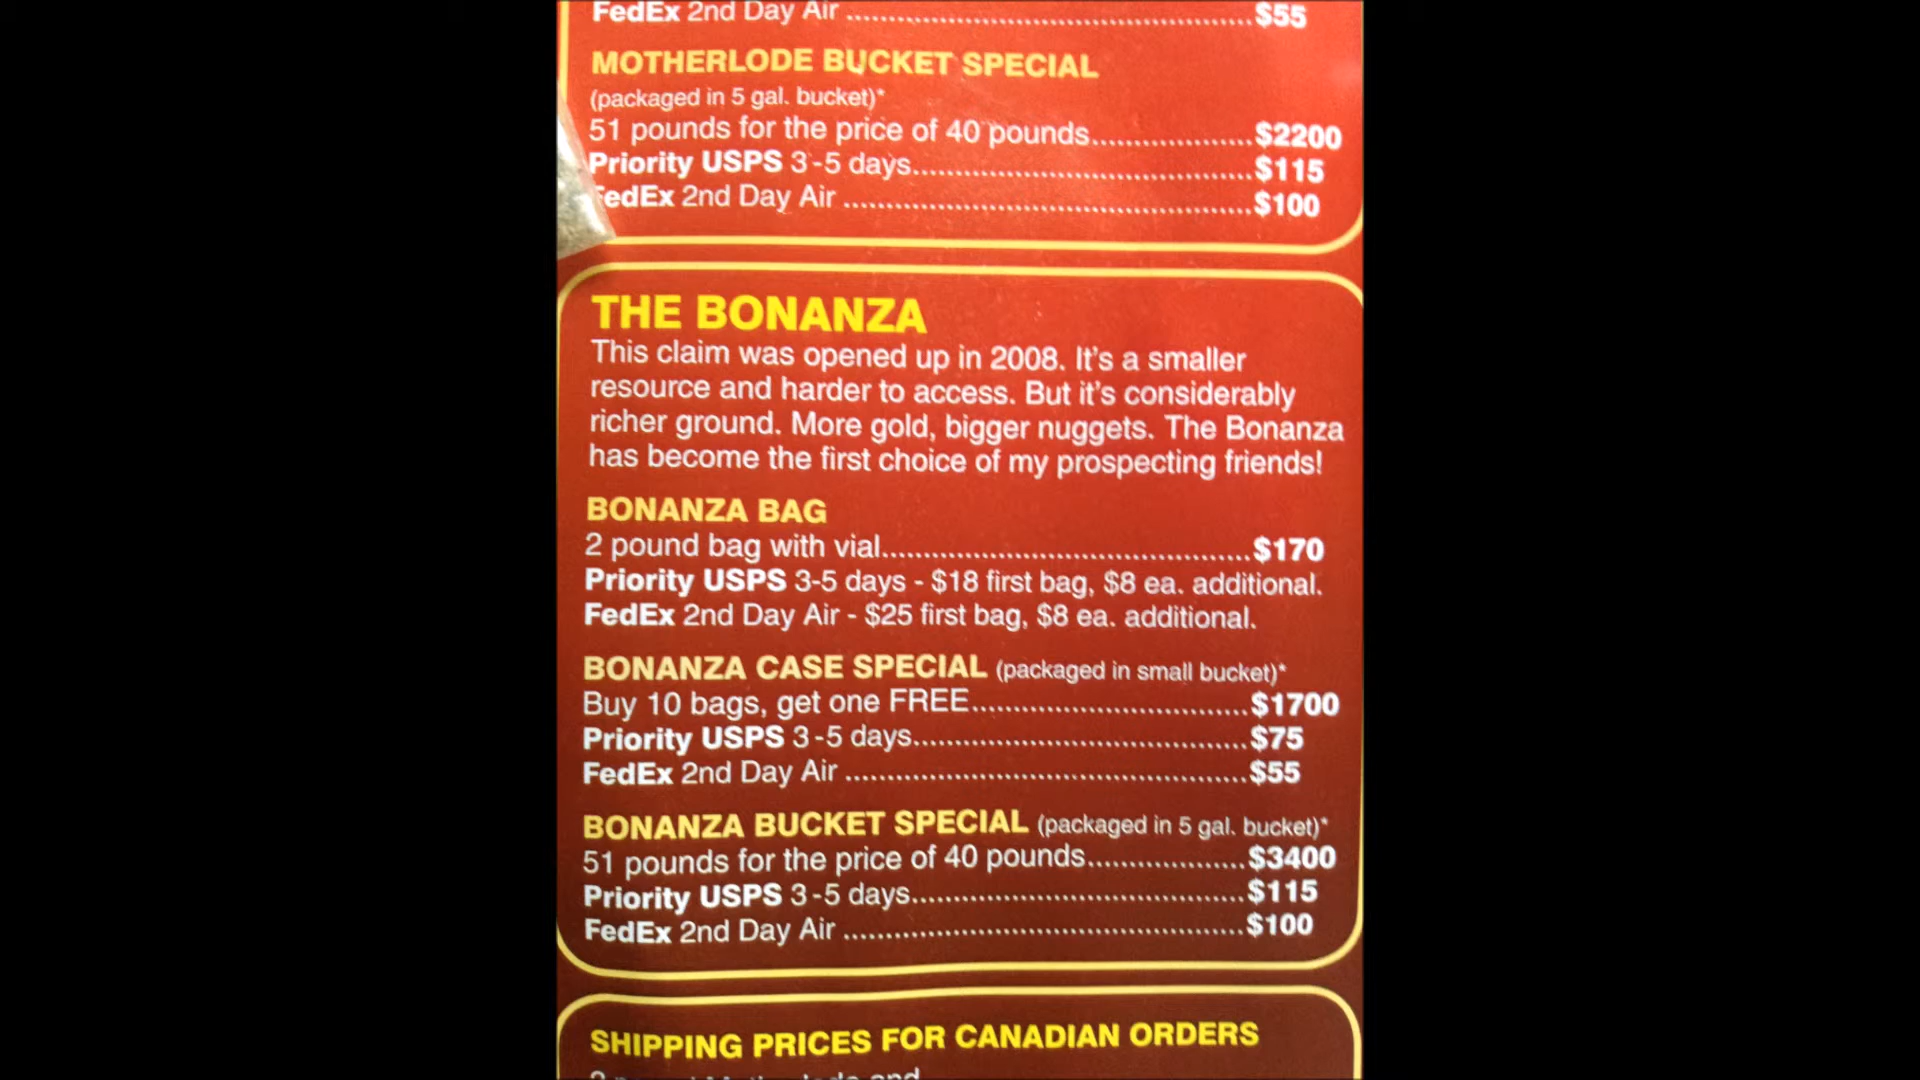 FedEx 2nd Day Air ........................................................ $55
MOTHERLODE BUCKET SPECIAL
(packaged in 5 gal. bucket)*
51 pounds for the price of 40 pounds...................... $2200
Priority USPS 3-5 days............................................... $115
FedEx 2nd Day Air ........................................................ $100
THE BONANZA
This claim was opened up in 2008. It's a smaller
resource and harder to access. But it's considerably
richer ground. More gold, bigger nuggets. The Bonanza
has become the first choice of my prospecting friends!
BONANZA BAG
2 pound bag with vial.................................................. $170
Priority USPS 3-5 days - $18 first bag, $8 ea. additional.
FedEx 2nd Day Air - $25 first bag, $8 ea. additional.
BONANZA CASE SPECIAL (packaged in small bucket)*
Buy 10 bags, get one FREE...................................... $1700
Priority USPS 3-5 days............................................... $75
FedEx 2nd Day Air ........................................................ $55
BONANZA BUCKET SPECIAL (packaged in 5 gal. bucket)*
51 pounds for the price of 40 pounds...................... $3400
Priority USPS 3-5 days............................................... $115
FedEx 2nd Day Air ........................................................ $100
SHIPPING PRICES FOR CANADIAN ORDERS